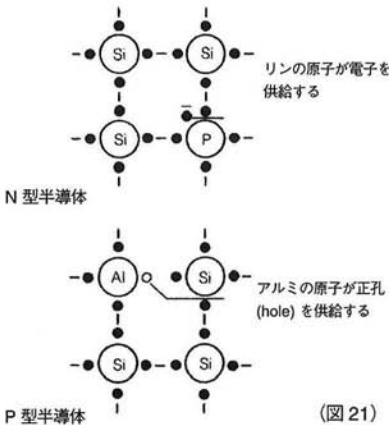 Si Si
リンの原子が電子を
供給する
Si P
N 型半導体
Al Si
アルミの原子が正孔
(hole) を供給する
Si Si
P 型半導体
(図 21)